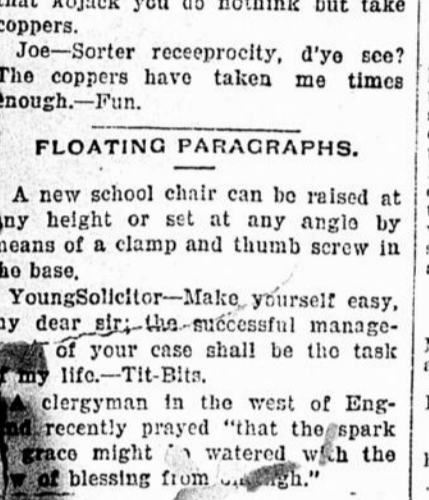 that Rojack you do nothink but take
coppers.
Joe—Sorter receeprocity, d'ye see?
The coppers have taken me times
enough.—Fun.
FLOATING PARAGRAPHS.
A new school chair can be raised at
any height or set at any angle by
means of a clamp and thumb screw in
he base.
YoungSolicitor—Make yourself easy,
my dear sir; the successful manage-
of your case shall be the task
f my life.—Tit-Bits.
A clergyman in the west of Eng-
nd recently prayed "that the spark
grace might watered with the
of blessing from